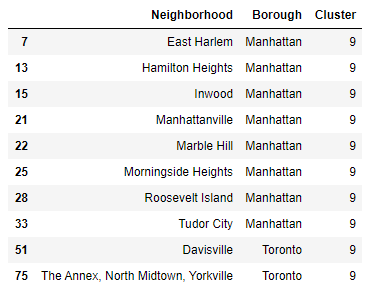 Neighborhood Borough Cluster
7 East Harlem Manhattan 9
13 Hamilton Heights Manhattan 9
15 Inwood Manhattan 9
21 Manhattanville Manhattan 9
22 Marble Hill Manhattan 9
25 Morningside Heights Manhattan 9
28 Roosevelt Island Manhattan 9
33 Tudor City Manhattan 9
51 Davisville Toronto 9
75 The Annex, North Midtown, Yorkville Toronto 9